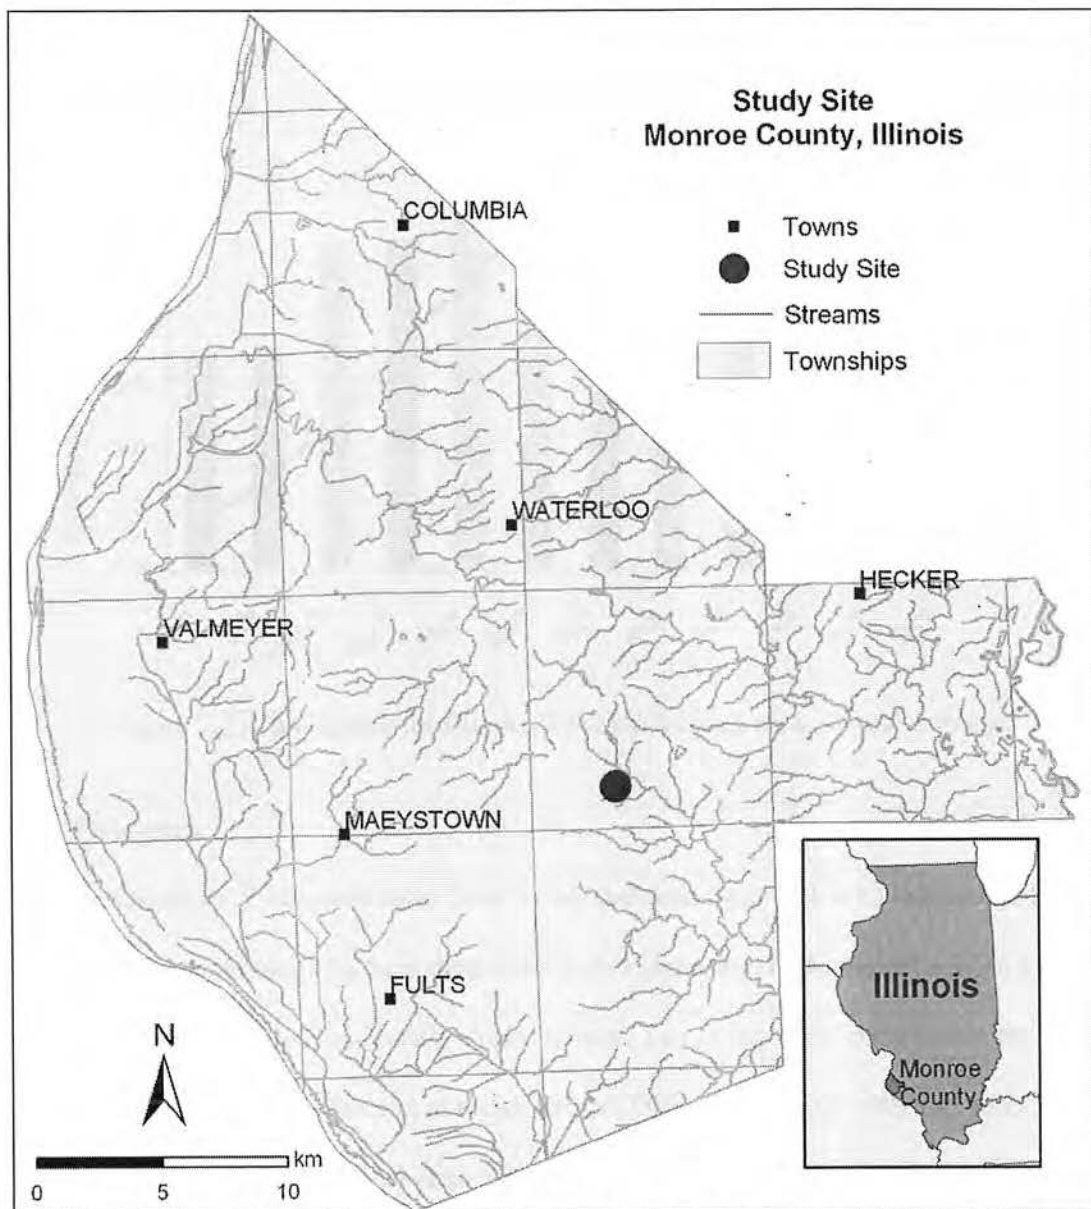 Study Site
Monroe County, Illinois
Towns
Study Site
Streams
Townships
COLUMBIA
WATERLOO
HECKER
VALMEYER
MAEYSTOWN
FULTS
N
km
0 5 10
Illinois
Monroe
County